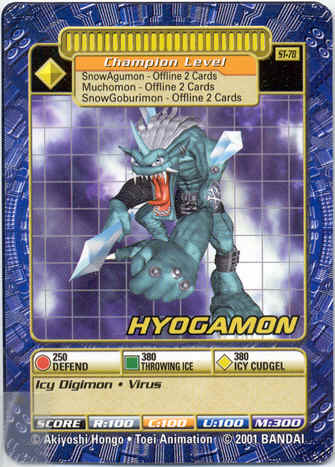 ST-70
Champion Level
SnowAgumon - Offline 2 Cards
Muchomon - Offline 2 Cards
SnowGoburimon - Offline 2 Cards
HYOGAMON
250 DEFEND
380 THROWING ICE
380 ICY CUDGEL
Icy Digimon • Virus
SCORE R:100 C:100 U:100 M:300
© Akiyoshi Hongo • Toei Animation © 2001 BANDAI